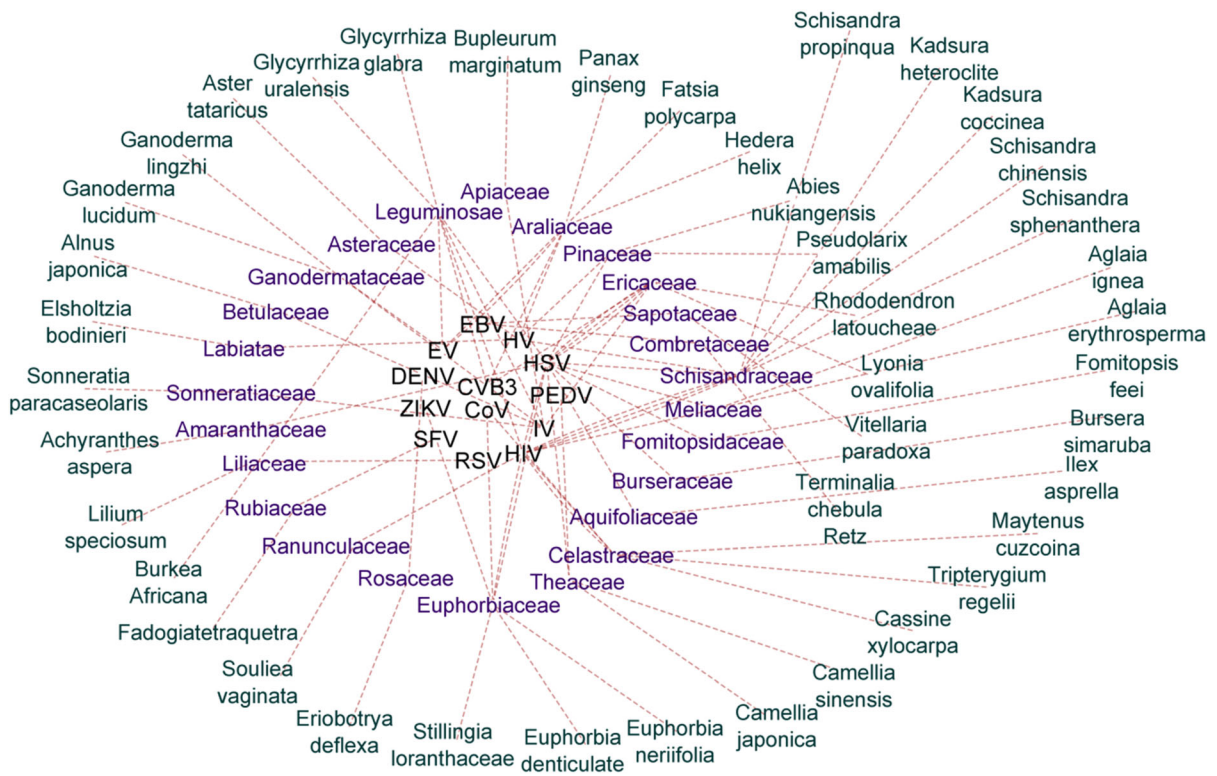 Schisandra
propinqua
Glycyrrhiza
glabra
Bupleurum
marginatum
Panax
ginseng
Kadsura
heteroclite
Glycyrrhiza
uralensis
Fatsia
polycarpa
Kadsura
coccinea
Aster
tataricus
Hedera
helix
Schisandra
chinensis
Ganoderma
lingzhi
Abies
nukiangensis
Schisandra
sphenanthera
Ganoderma
lucidum
Apiaceae
Leguminosae
Araliaceae
Pseudolarix
amabilis
Aglaia
ignea
Alnus
japonica
Asteraceae
Pinaceae
Ganodermataceae
Ericaceae
Rhododendron
latoucheae
Aglaia
erythrosperma
Elsholtzia
bodinieri
Betulaceae
Sapotaceae
EBV
HV
Labiatae
EV
HSV
Combretaceae
Lyonia
ovalifolia
Fomitopsis
feei
Sonneratia
paracaseolaris
DENV
CVB3
PEDV
Schisandraceae
Sonneratiaceae
ZIKV
CoV
Meliaceae
Vitellaria
paradoxa
Bursera
simaruba
Achyranthes
aspera
Amaranthaceae
SFV
IV
Fomitopsidaceae
Liliaceae
RSV
HIV
Burseraceae
Terminalia
chebula
Retz
Ilex
asprella
Lilium
speciosum
Rubiaceae
Aquifoliaceae
Ranunculaceae
Celastraceae
Maytenus
cuzcoina
Burkea
Africana
Rosaceae
Theaceae
Tripterygium
regelii
Euphorbiaceae
Fadogiatetraquetra
Cassine
xylocarpa
Souliea
vaginata
Camellia
sinensis
Eriobotrya
deflexa
Stillingia
loranthaceae
Euphorbia
denticulate
Euphorbia
neriifolia
Camellia
japonica